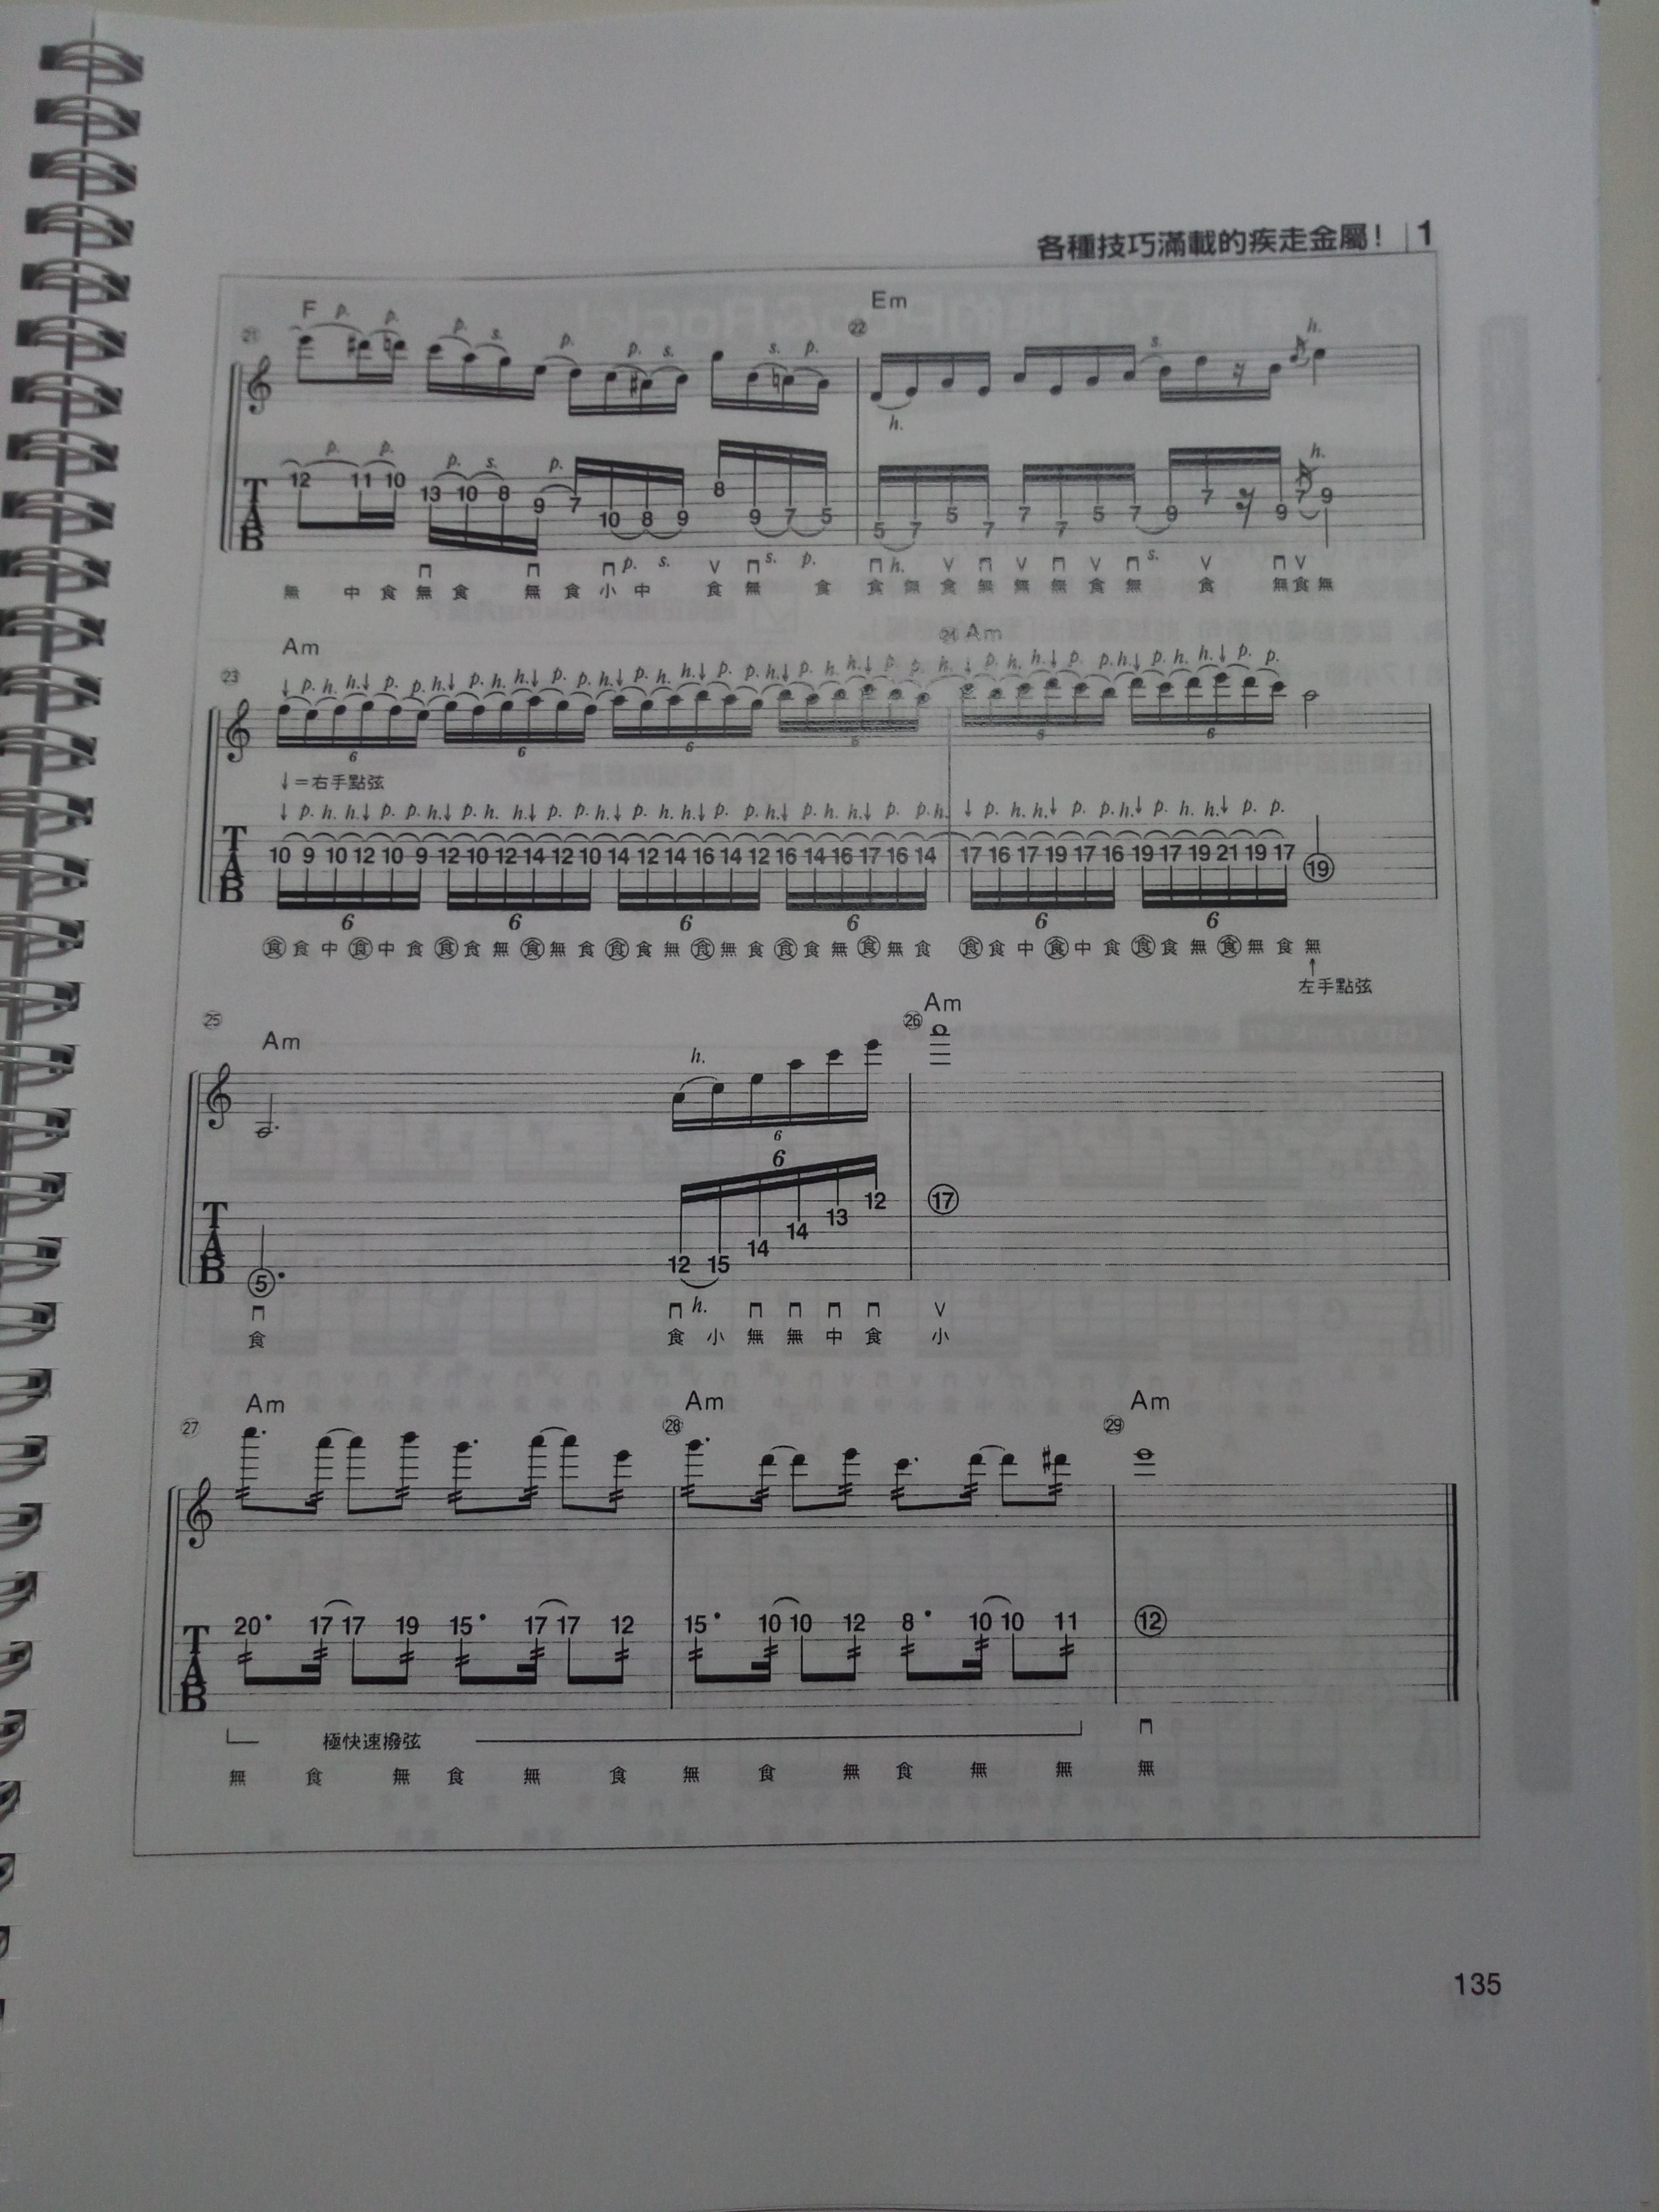 各種技巧滿載的疾走金屬! 1
F p. p. p. s. p. p. s. s. p. Em s. h.
21 22
h.
p. p. p. s. p. h.
12 11 10 13 10 8 9 7 10 8 9 8 9 7 5 5 7 5 7 7 7 5 7 9 7 9 7 9
TAB
p. s. s. p. h. s.
無 中 食 無 食 無 食 小 中 食 無 食 食 無 食 無 無 無 食 無 食 無 食 無
Am Am
23
↓ p. h. h.↓ p. p. h.↓ p. h. h.↓ p. p. h.↓ p. h. h.↓ p. p. h.↓ p. h. h.↓ p. p. h. ↓ p. h. h.↓ p. p. h.↓ p. h. h.↓ p. p.
6 6 6 6 6 6
↓=右手點弦
↓ p. h. h.↓ p. p. h.↓ p. h. h.↓ p. p. h.↓ p. h. h.↓ p. p. h.↓ p. h. h.↓ p. p. h. ↓ p. h. h.↓ p. p. h.↓ p. h. h.↓ p. p.
TAB
10 9 10 12 10 9 12 10 12 14 12 10 14 12 14 16 14 12 16 14 16 17 16 14 17 16 17 19 17 16 19 17 19 21 19 17 19
6 6 6 6 6 6
食 食 中 食 中 食 食 食 無 食 無 食 食 食 無 食 無 食 食 食 無 食 無 食 食 食 中 食 中 食 食 食 無 食 無 食 無
↑
左手點弦
25 Am 26 Am
h.
6
6
TAB
5 12 15 14 14 13 12 17
h.
食 食 小 無 無 中 食 小
27 Am 28 Am 29 Am
TAB
20 17 17 19 15 17 17 12 15 10 10 12 8 10 10 11 12
極快速撥弦
無 食 無 食 無 食 無 食 無 食 無 無 無
135